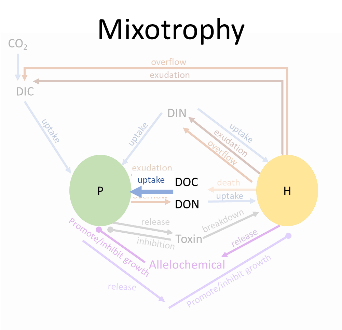 Mixotrophy
CO2
overflow
exudation
DIC
DIN
uptake
uptake
uptake
exudation
overflow
exudation
uptake
DOC
death
P
H
DON
uptake
release
inhibition
Toxin
breakdown
release
Allelochemical
Promote/inhibit growth
release
Promote/inhibit growth